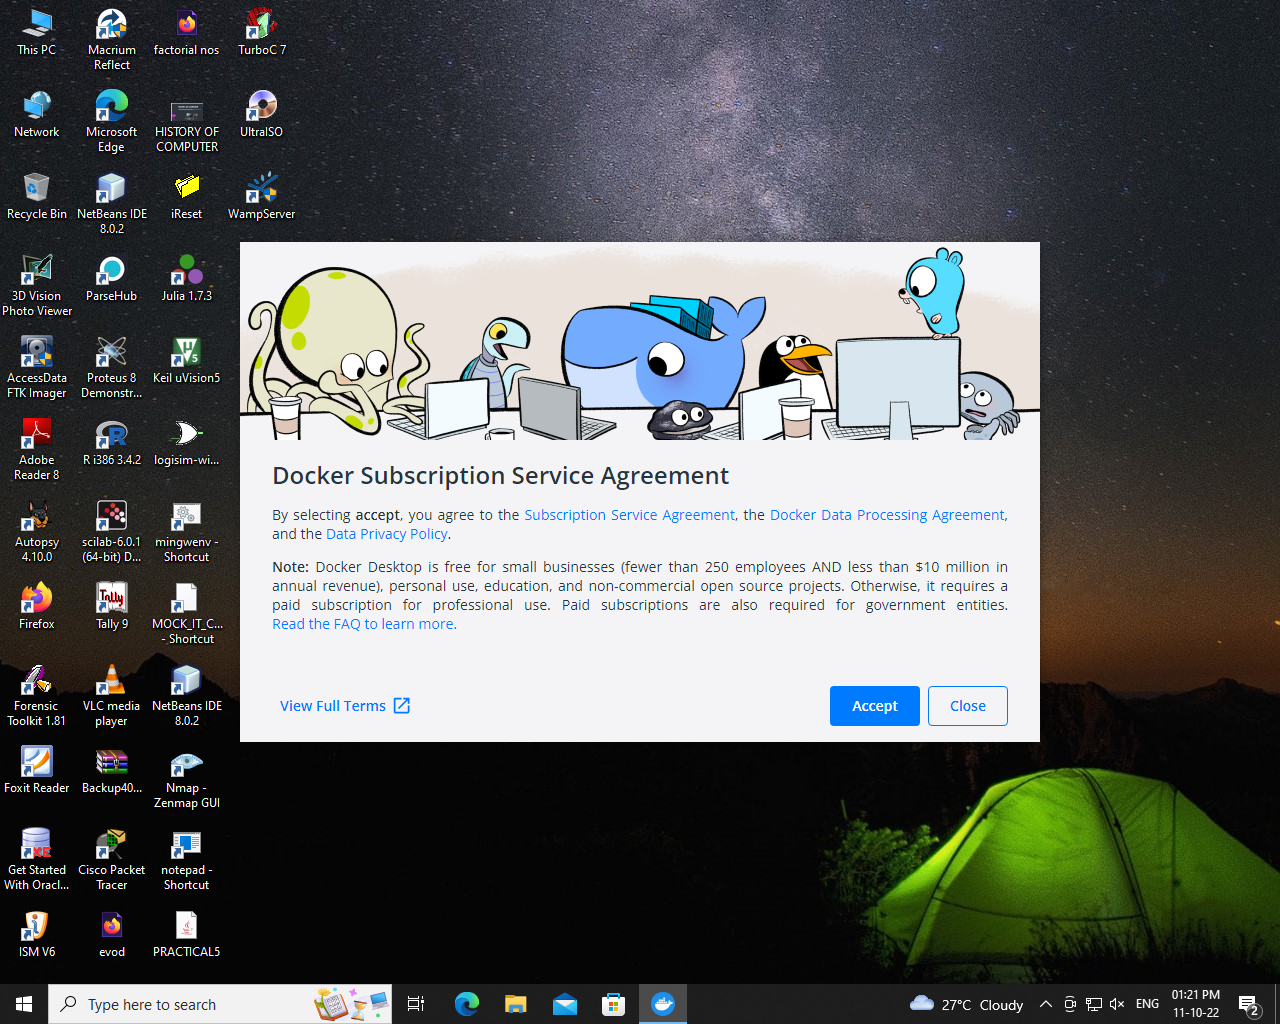 This PC
Macrium
Reflect
factorial nos
TurboC 7
Network
Microsoft
Edge
HISTORY OF
COMPUTER
UltraISO
Recycle Bin
NetBeans IDE
8.0.2
iReset
WampServer
3D Vision
Photo Viewer
ParseHub
Julia 1.7.3
AccessData
FTK Imager
Proteus 8
Demonstr...
Keil uVision5
Adobe
Reader 8
R i386 3.4.2
logisim-wi...
Autopsy
4.10.0
scilab-6.0.1
(64-bit) D...
mingwenv -
Shortcut
Firefox
Tally
Tally 9
MOCK_IT_C...
- Shortcut
Forensic
Toolkit 1.81
VLC media
player
NetBeans IDE
8.0.2
Foxit Reader
Backup40...
Nmap -
Zenmap GUI
Get Started
With Oracl...
Cisco Packet
Tracer
notepad -
Shortcut
ISM V6
evod
PRACTICAL5
Docker Subscription Service Agreement
By selecting accept, you agree to the Subscription Service Agreement, the Docker Data Processing Agreement,
and the Data Privacy Policy.
Note: Docker Desktop is free for small businesses (fewer than 250 employees AND less than $10 million in
annual revenue), personal use, education, and non-commercial open source projects. Otherwise, it requires a
paid subscription for professional use. Paid subscriptions are also required for government entities.
Read the FAQ to learn more.
View Full Terms
Accept
Close
Type here to search
27°C Cloudy
ENG
01:21 PM
11-10-22
2